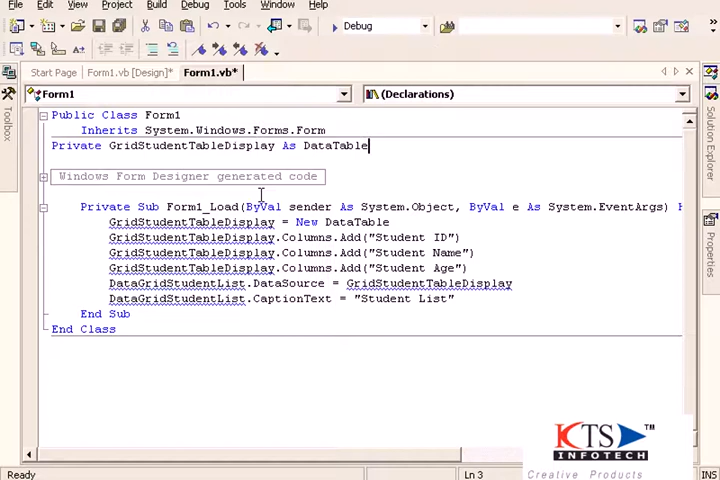 File Edit View Project Build Debug Tools Window Help
Debug
Start Page Form1.vb [Design]* Form1.vb*
Form1 (Declarations)
Public Class Form1
Inherits System.Windows.Forms.Form
Private GridStudentTableDisplay As DataTable
Windows Form Designer generated code
Private Sub Form1_Load(ByVal sender As System.Object, ByVal e As System.EventArgs) H
GridStudentTableDisplay = New DataTable
GridStudentTableDisplay.Columns.Add("Student ID")
GridStudentTableDisplay.Columns.Add("Student Name")
GridStudentTableDisplay.Columns.Add("Student Age")
DataGridStudentList.DataSource = GridStudentTableDisplay
DataGridStudentList.CaptionText = "Student List"
End Sub
End Class
Toolbox
Solution Explorer
Properties
KTS TM
INFOTECH
Creative Products
Ready Ln 3 INS